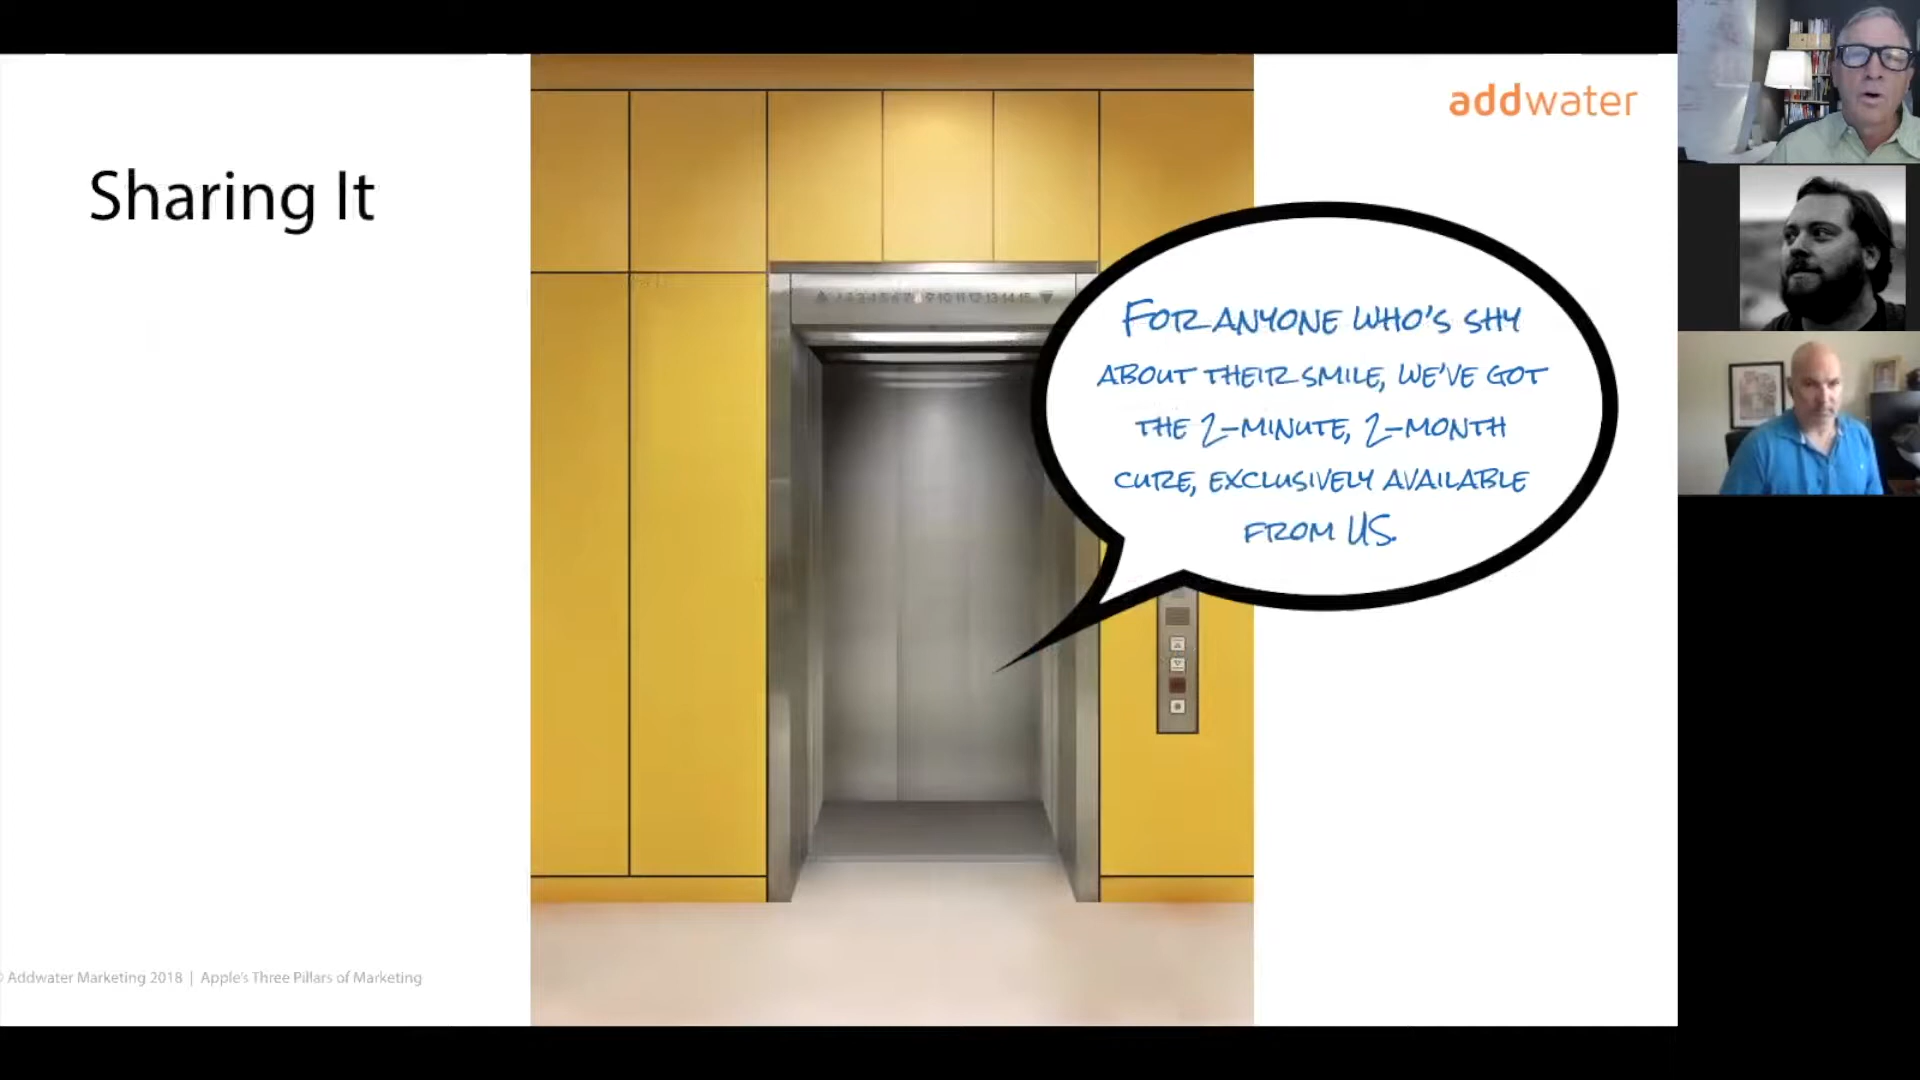 Sharing It
addwater
FOR ANYONE WHO'S SHY
ABOUT THEIR SMILE, WE'VE GOT
THE 2-MINUTE, 2-MONTH
CURE, EXCLUSIVELY AVAILABLE
FROM US.
© Addwater Marketing 2018 | Apple's Three Pillars of Marketing